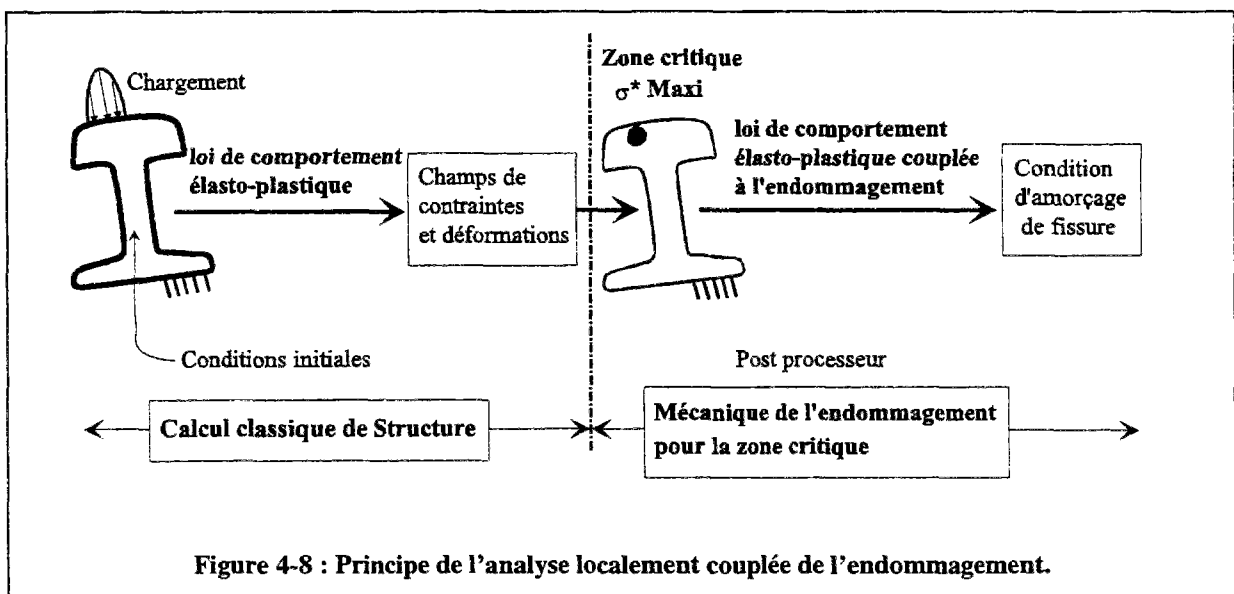 Chargement
loi de comportement
élasto-plastique
Champs de
contraintes
et déformations
Conditions initiales
Calcul classique de Structure
Zone critique
σ* Maxi
loi de comportement
élasto-plastique couplée
à l'endommagement
Condition
d'amorçage
de fissure
Post processeur
Mécanique de l'endommagement
pour la zone critique
Figure 4-8 : Principe de l'analyse localement couplée de l'endommagement.